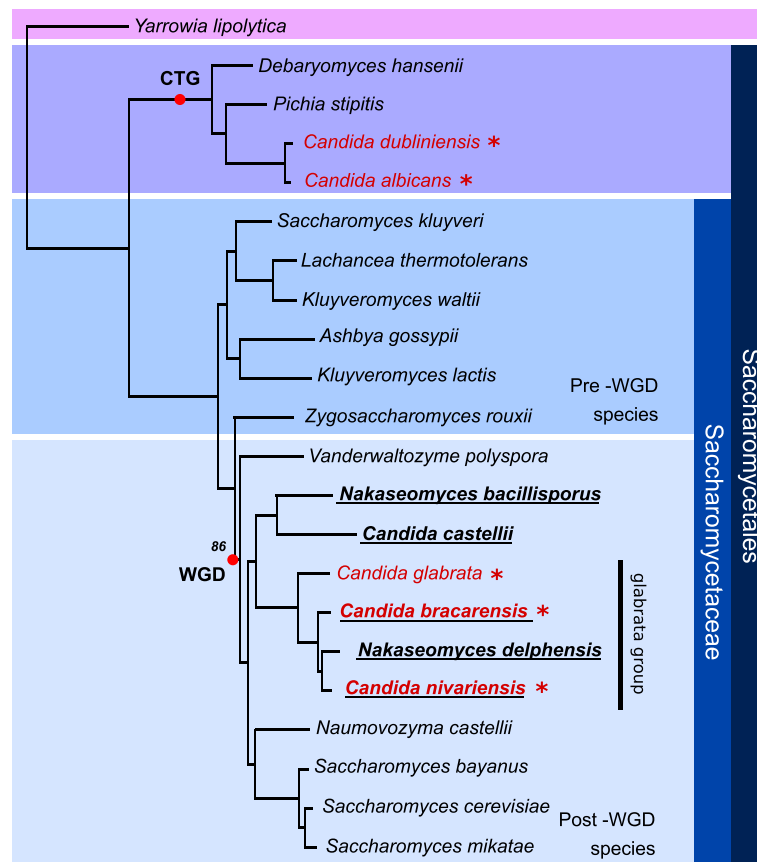 Yarrowia lipolytica
CTG
Debaryomyces hansenii
Pichia stipitis
Candida dubliniensis *
Candida albicans *
Saccharomyces kluyveri
Lachancea thermotolerans
Kluyveromyces waltii
Ashbya gossypii
Kluyveromyces lactis
Pre -WGD
species
Zygosaccharomyces rouxii
Vanderwaltozyme polyspora
Nakaseomyces bacillisporus
Candida castellii
86
WGD
Candida glabrata *
Candida bracarensis *
Nakaseomyces delphensis
Candida nivariensis *
glabrata group
Naumovozyma castellii
Saccharomyces bayanus
Saccharomyces cerevisiae
Saccharomyces mikatae
Post -WGD
species
Saccharomycetaceae
Saccharomycetales